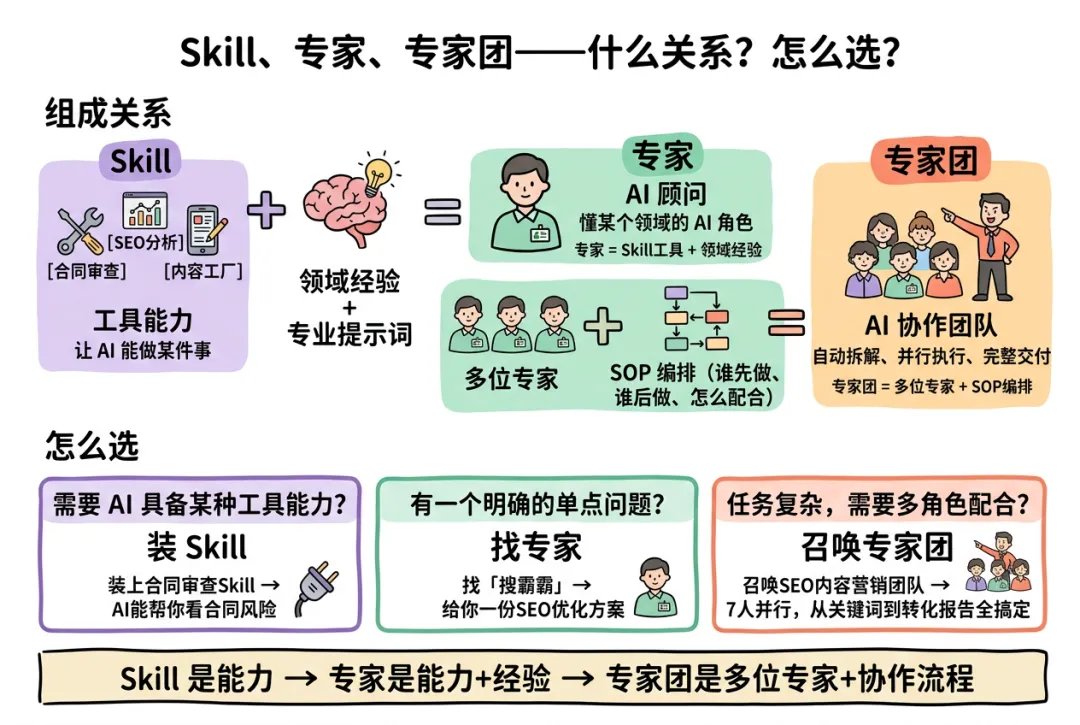 Skill、专家、专家团——什么关系？怎么选？
组成关系
Skill
[SEO分析]
[合同审查]
[内容工厂]
工具能力
让 AI 能做某件事
领域经验
+
专业提示词
专家
AI 顾问
懂某个领域的 AI 角色
专家 = Skill工具 + 领域经验
多位专家
SOP 编排（谁先做、
谁后做、怎么配合）
专家团
AI 协作团队
自动拆解、并行执行、完整交付
专家团 = 多位专家 + SOP编排
怎么选
需要 AI 具备某种工具能力？
装 Skill
装上合同审查Skill →
AI能帮你看合同风险
有一个明确的单点问题？
找专家
找「搜霸霸」→
给你一份SEO优化方案
任务复杂，需要多角色配合？
召唤专家团
召唤SEO内容营销团队 →
7人并行，从关键词到转化报告全搞定
Skill 是能力 → 专家是能力+经验 → 专家团是多位专家+协作流程